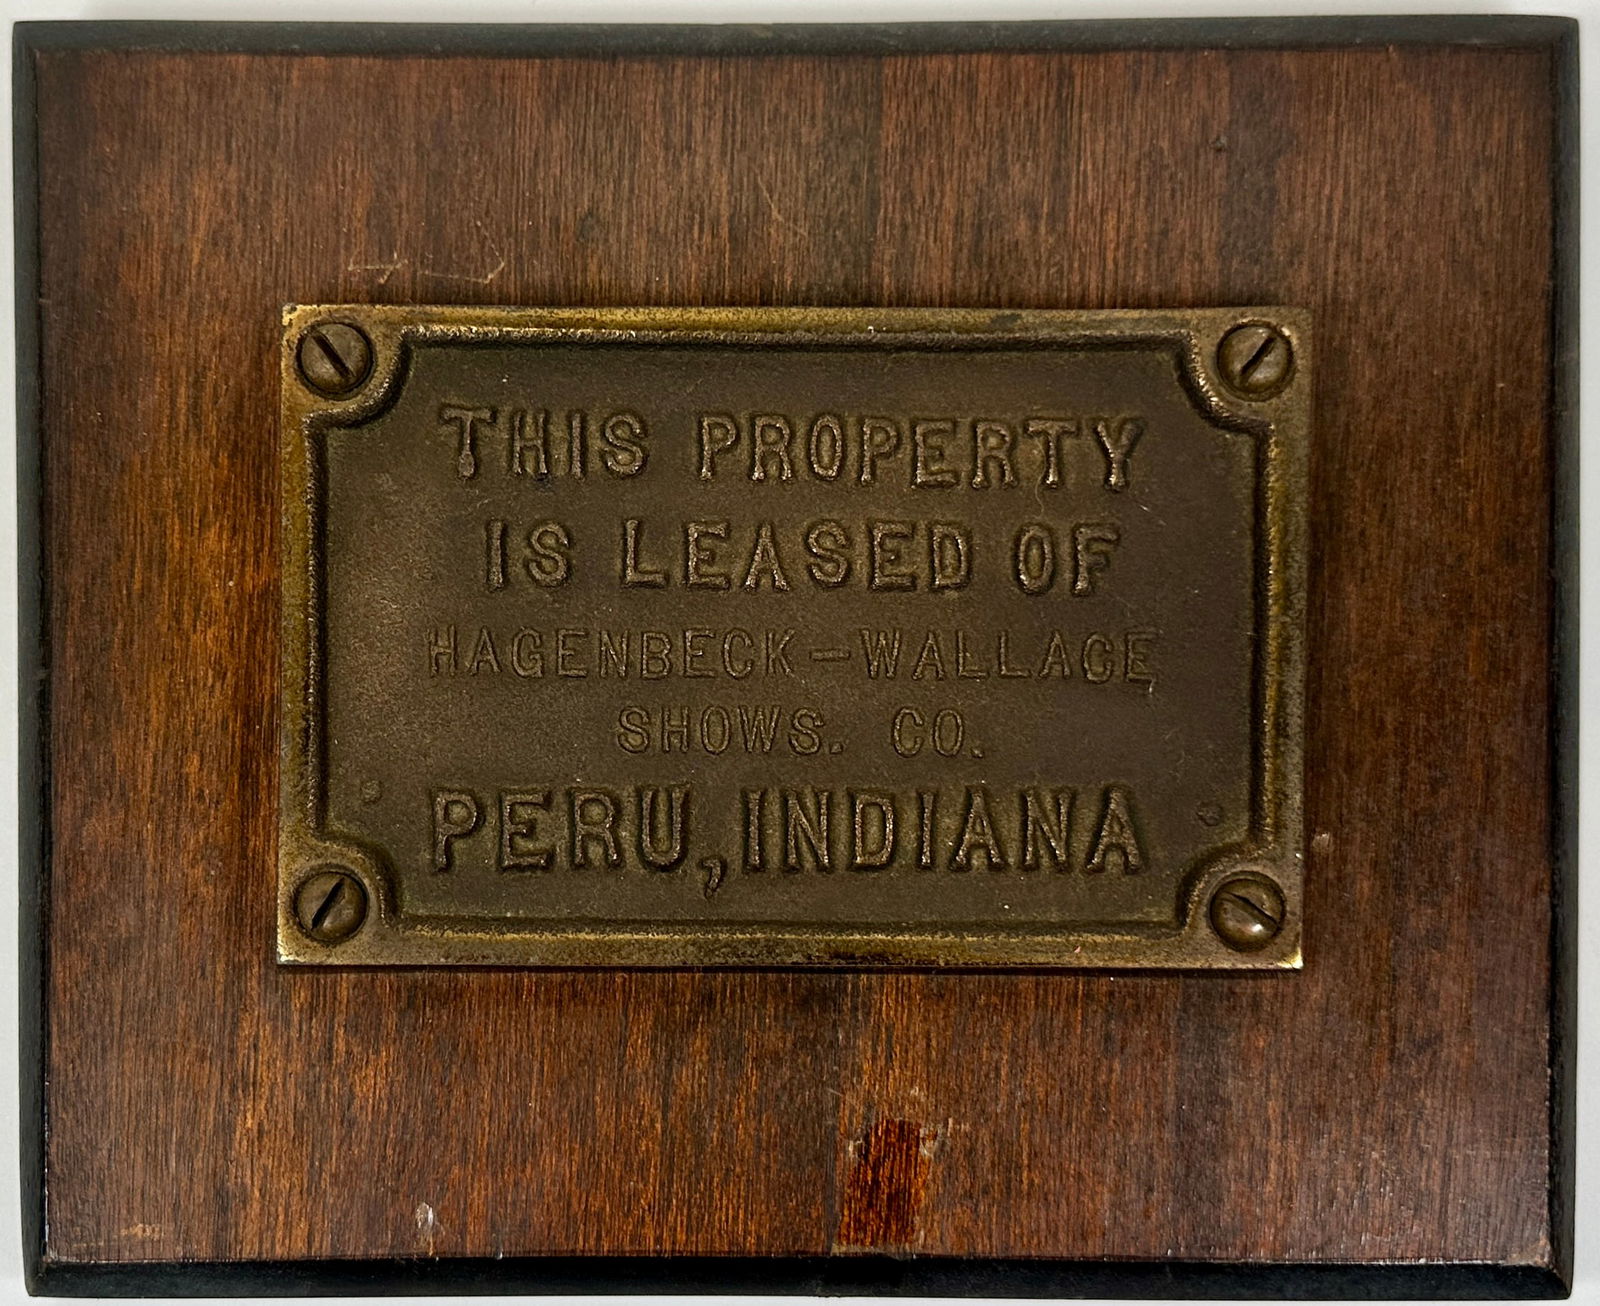 THIS PROPERTY
IS LEASED OF
HAGENBECK-WALLACE
SHOWS. CO.
PERU, INDIANA